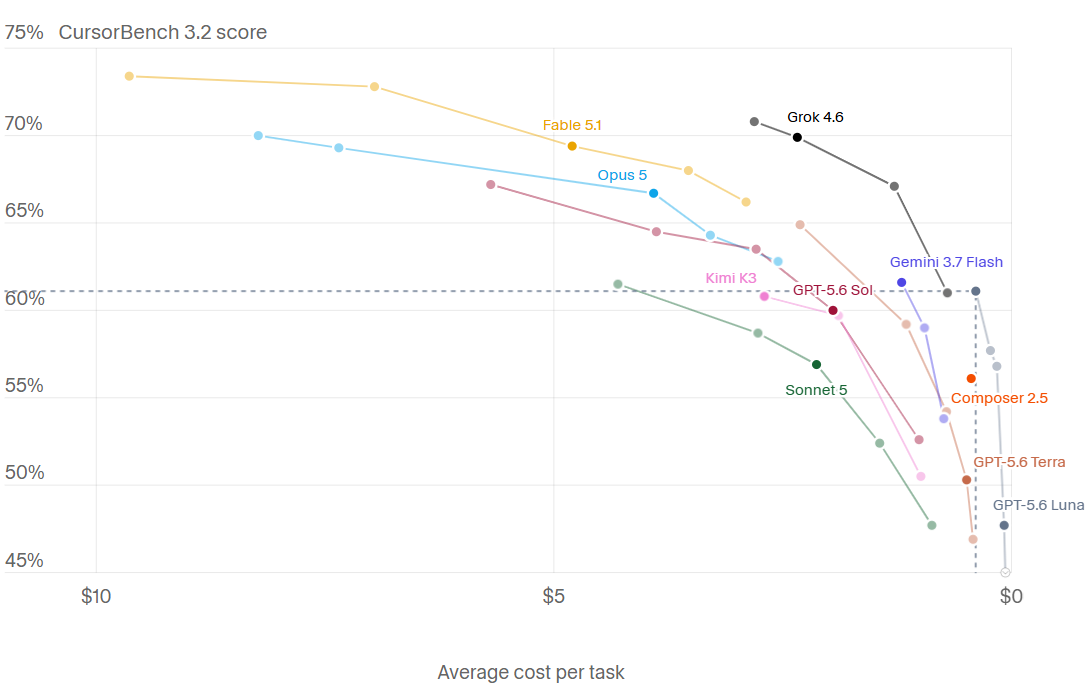 75% CursorBench 3.2 score
70%
Fable 5.1
Grok 4.6
Opus 5
65%
Gemini 3.7 Flash
Kimi K3
GPT-5.6 Sol
60%
55%
Sonnet 5
Composer 2.5
50%
GPT-5.6 Terra
GPT-5.6 Luna
45%
$10 $5 $0
Average cost per task